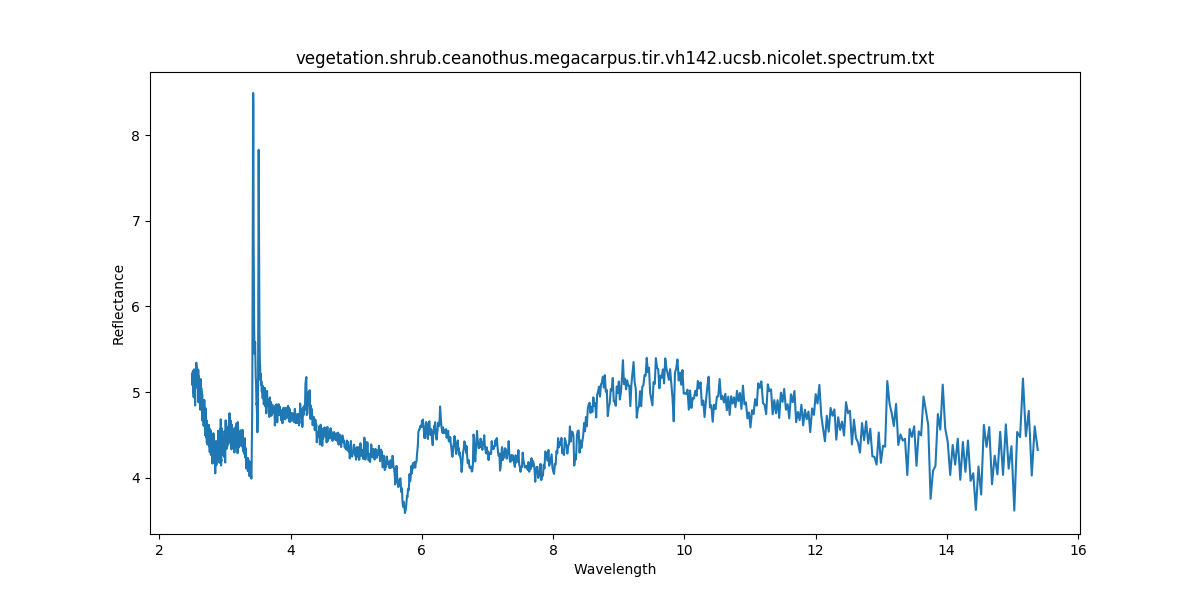 vegetation.shrub.ceanothus.megacarpus.tir.vh142.ucsb.nicolet.spectrum.txt
8
7
6
5
4
Reflectance
2 4 6 8 10 12 14 16
Wavelength